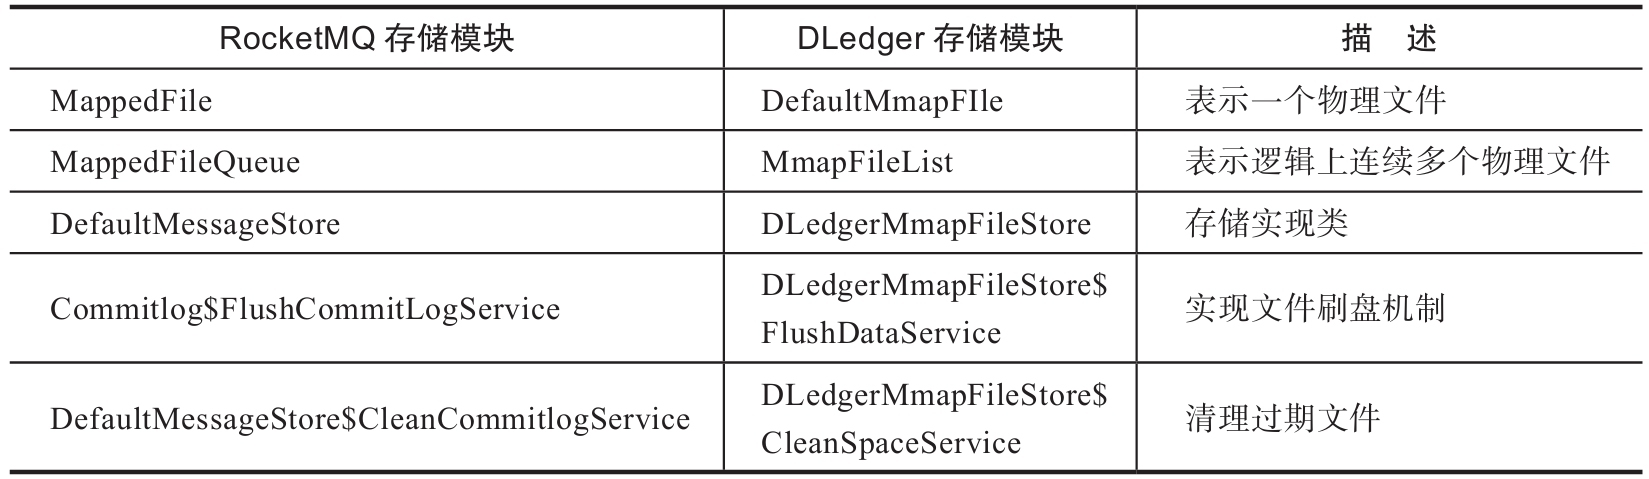 RocketMQ 存储模块 DLedger 存储模块 描 述
MappedFile DefaultMmapFIle 表示一个物理文件
MappedFileQueue MmapFileList 表示逻辑上连续多个物理文件
DefaultMessageStore DLedgerMmapFileStore 存储实现类
Commitlog$FlushCommitLogService DLedgerMmapFileStore$
FlushDataService 实现文件刷盘机制
DefaultMessageStore$CleanCommitlogService DLedgerMmapFileStore$
CleanSpaceService 清理过期文件